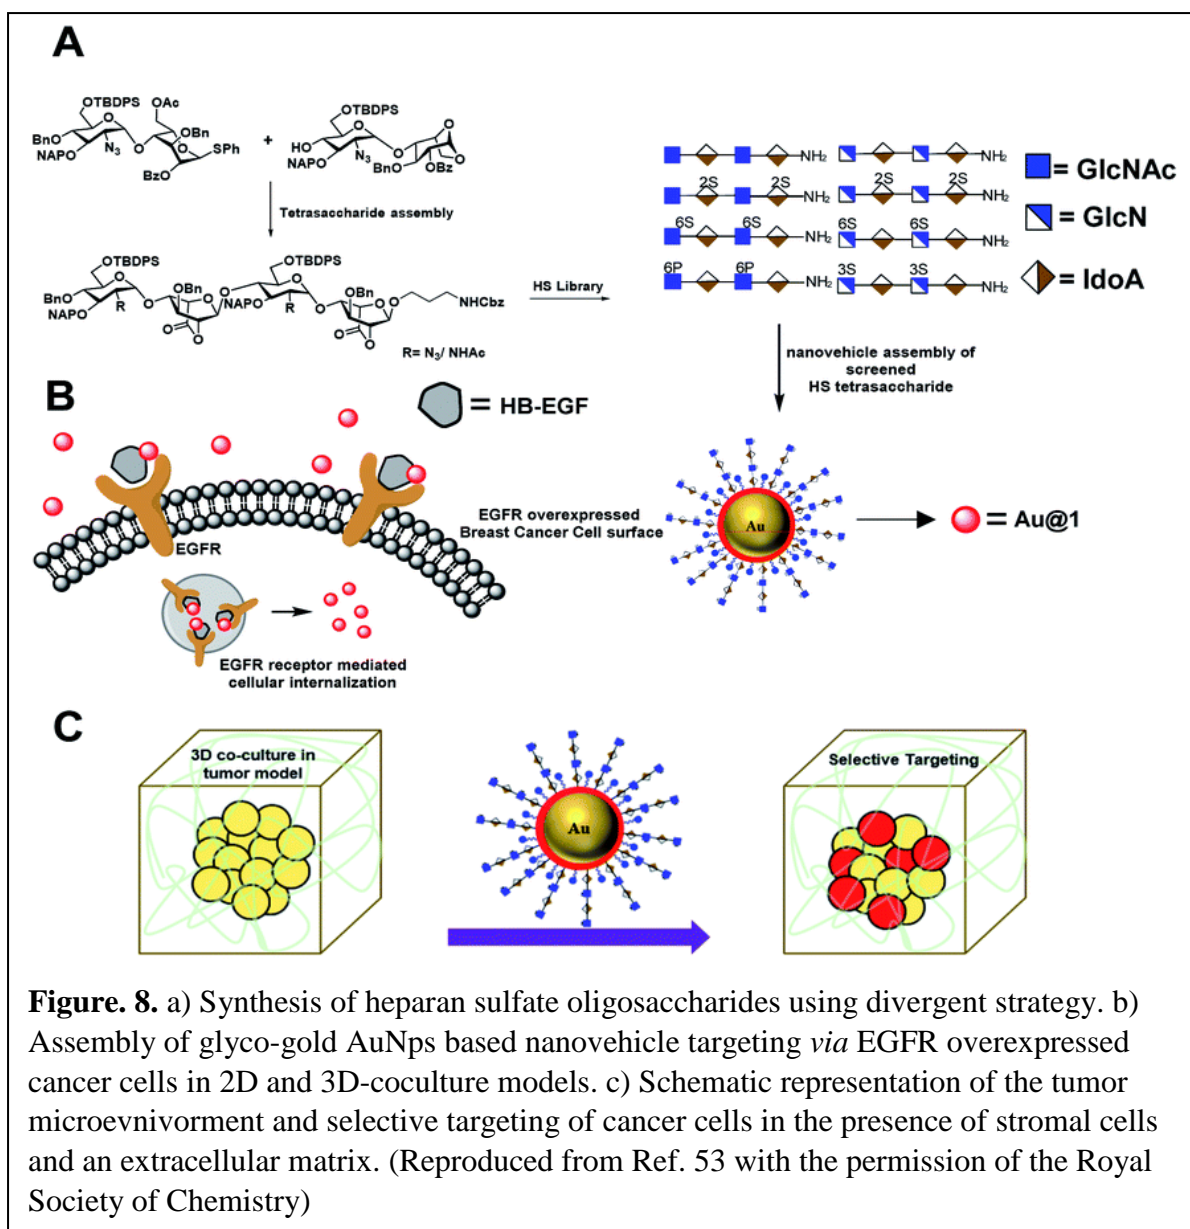 A
OTBDPS
OAc
BnO
NAPO
N₃
O
OBn
SPh
BzO
+
OTBDPS
HO
NAPO
N₃
O
BnO
OBz
O
Tetrasaccharide assembly
OTBDPS
BnO
NAPO
R
O
OBn
O
O
OTBDPS
NAPO
R
O
OBn
O
O
NHCbz
R= N₃/ NHAc
HS Library
NH₂
NH₂
2S 2S
NH₂
2S 2S
NH₂
6S 6S
NH₂
6S 6S
NH₂
6P 6P
NH₂
3S 3S
NH₂
= GlcNAc
= GlcN
= IdoA
nanovehicle assembly of
screened
HS tetrasaccharide
B
= HB-EGF
EGFR
EGFR overexpressed
Breast Cancer Cell surface
EGFR receptor mediated
cellular internalization
Au
= Au@1
C
3D co-culture in
tumor model
Au
Selective Targeting
Figure. 8. a) Synthesis of heparan sulfate oligosaccharides using divergent strategy. b)
Assembly of glyco-gold AuNps based nanovehicle targeting via EGFR overexpressed
cancer cells in 2D and 3D-coculture models. c) Schematic representation of the tumor
microevnivorment and selective targeting of cancer cells in the presence of stromal cells
and an extracellular matrix. (Reproduced from Ref. 53 with the permission of the Royal
Society of Chemistry)